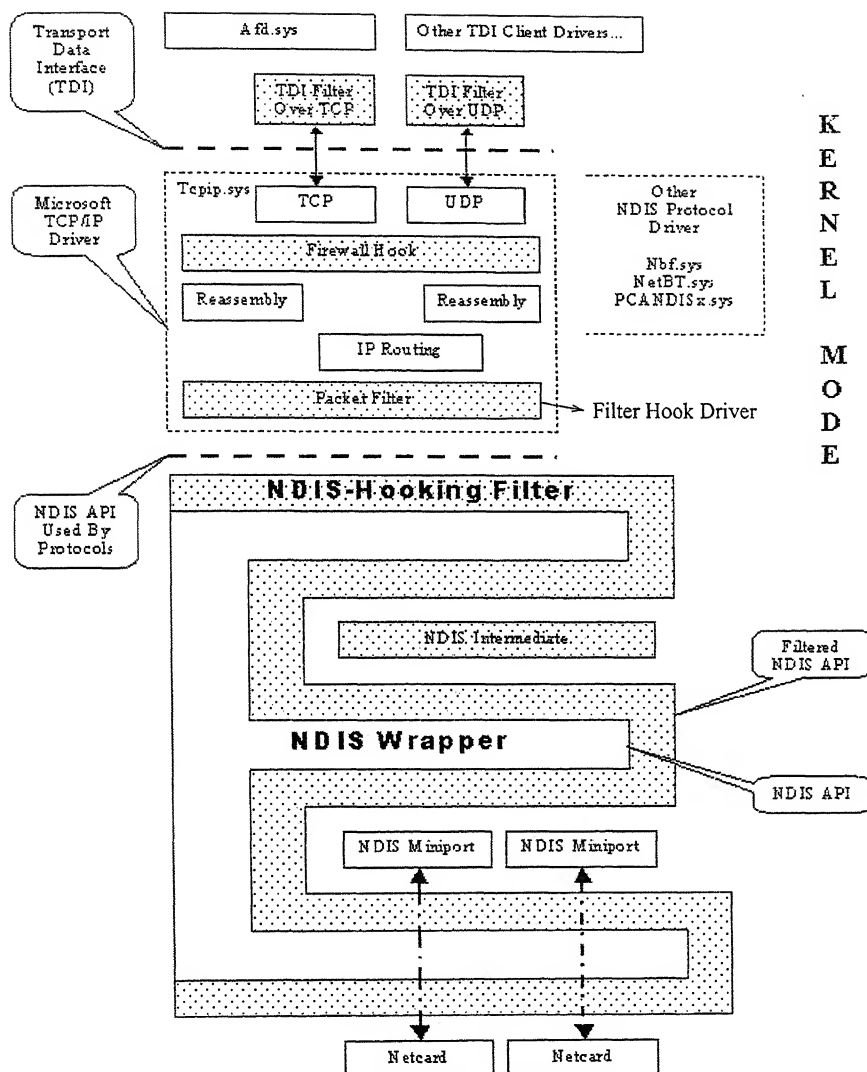 Transport
Data
Interface
(TDI)
Afd.sys
Other TDI Client Drivers...
TDI Filter
Over TCP
TDI Filter
Over UDP
KERNEL MODE
Microsoft
TCP/IP
Driver
Tcpip.sys
TCP
UDP
Firewall Hook
Reassembly
Reassembly
IP Routing
Packet Filter
Filter Hook Driver
Other
NDIS Protocol
Driver
Nbf.sys
NetBT.sys
PCANDISx.sys
NDIS API
Used By
Protocols
NDIS-Hooking Filter
NDIS Intermediate
Filtered
NDIS API
NDIS Wrapper
NDIS API
NDIS Miniport
NDIS Miniport
Netcard
Netcard